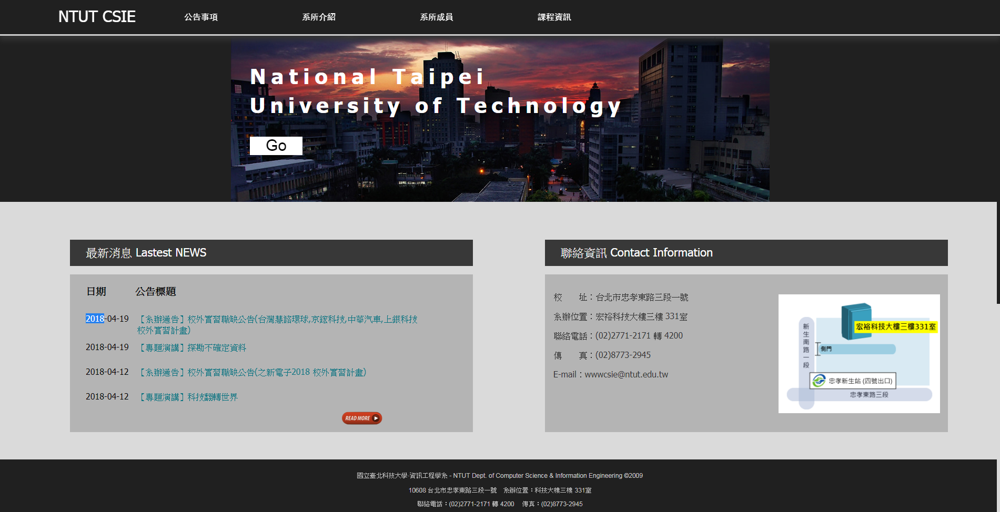 NTUT CSIE
公告事項
系所介紹
系所成員
課程資訊
National Taipei
University of Technology
Go
最新消息 Lastest NEWS
日期 公告標題
2018-04-19 【系辦通告】校外實習職缺公告(台灣慧諮環球,京鎵科技,中華汽車,上銀科技
校外實習計畫)
2018-04-19 【專題演講】探勘不確定資料
2018-04-12 【系辦通告】校外實習職缺公告(之新電子2018 校外實習計畫)
2018-04-12 【專題演講】科技翻轉世界
READ MORE
聯絡資訊 Contact Information
校　　址：台北市忠孝東路三段一號
系辦位置：宏裕科技大樓三樓 331室
聯絡電話：(02)2771-2171 轉 4200
傳　　真：(02)8773-2945
E-mail：wwwcsie@ntut.edu.tw
宏裕科技大樓三樓331室
新生南路一段
側門
忠孝新生站 (四號出口)
忠孝東路三段
國立臺北科技大學‧資訊工程學系 - NTUT Dept. of Computer Science & Information Engineering ©2009
10608 台北市忠孝東路三段一號　系辦位置：科技大樓三樓 331室
聯絡電話：(02)2771-2171 轉 4200　傳真：(02)8773-2945